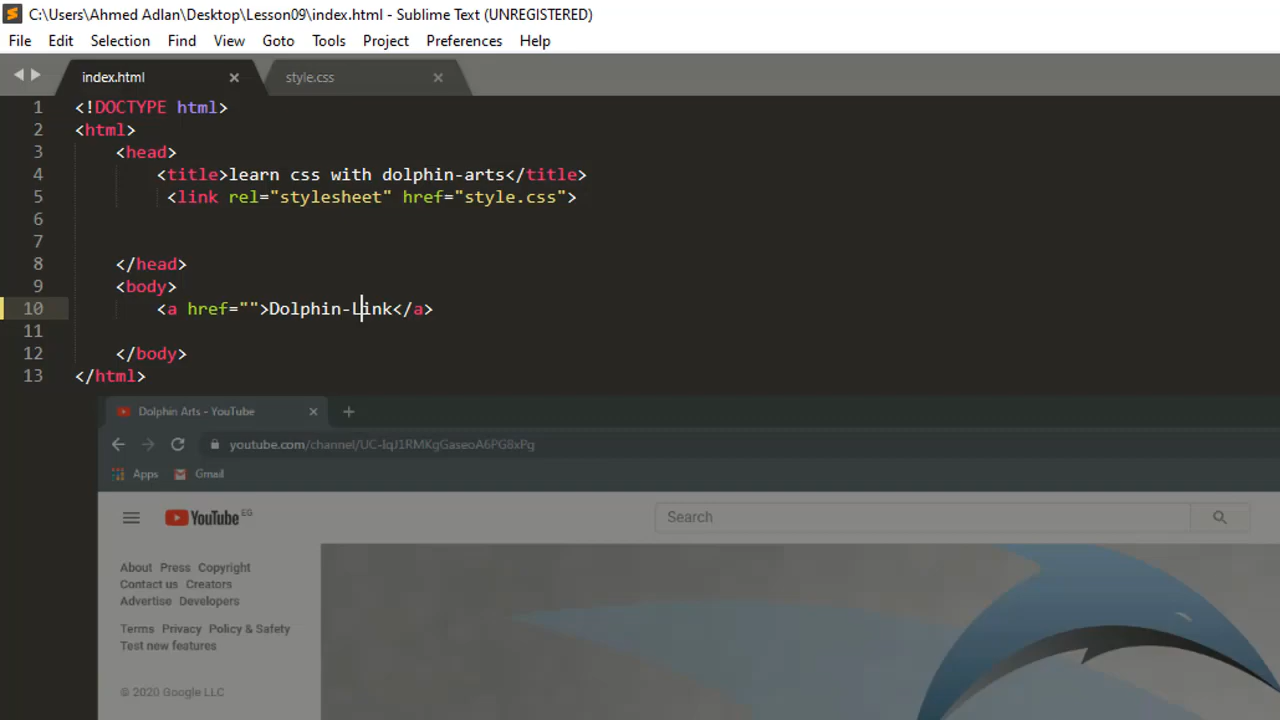 C:\Users\Ahmed Adlan\Desktop\Lesson09\index.html - Sublime Text (UNREGISTERED)
File Edit Selection Find View Goto Tools Project Preferences Help
index.html × style.css ×
1 <!DOCTYPE html>
2 <html>
3 <head>
4 <title>learn css with dolphin-arts</title>
5 <link rel="stylesheet" href="style.css">
6
7
8 </head>
9 <body>
10 <a href="">Dolphin-Link</a>
11
12 </body>
13 </html>
Dolphin Arts - YouTube × +
youtube.com/channel/UC-lqJ1RMKgGaseoA6PG8xPg
Apps Gmail
YouTube EG Search
About Press Copyright
Contact us Creators
Advertise Developers
Terms Privacy Policy & Safety
Test new features
© 2020 Google LLC